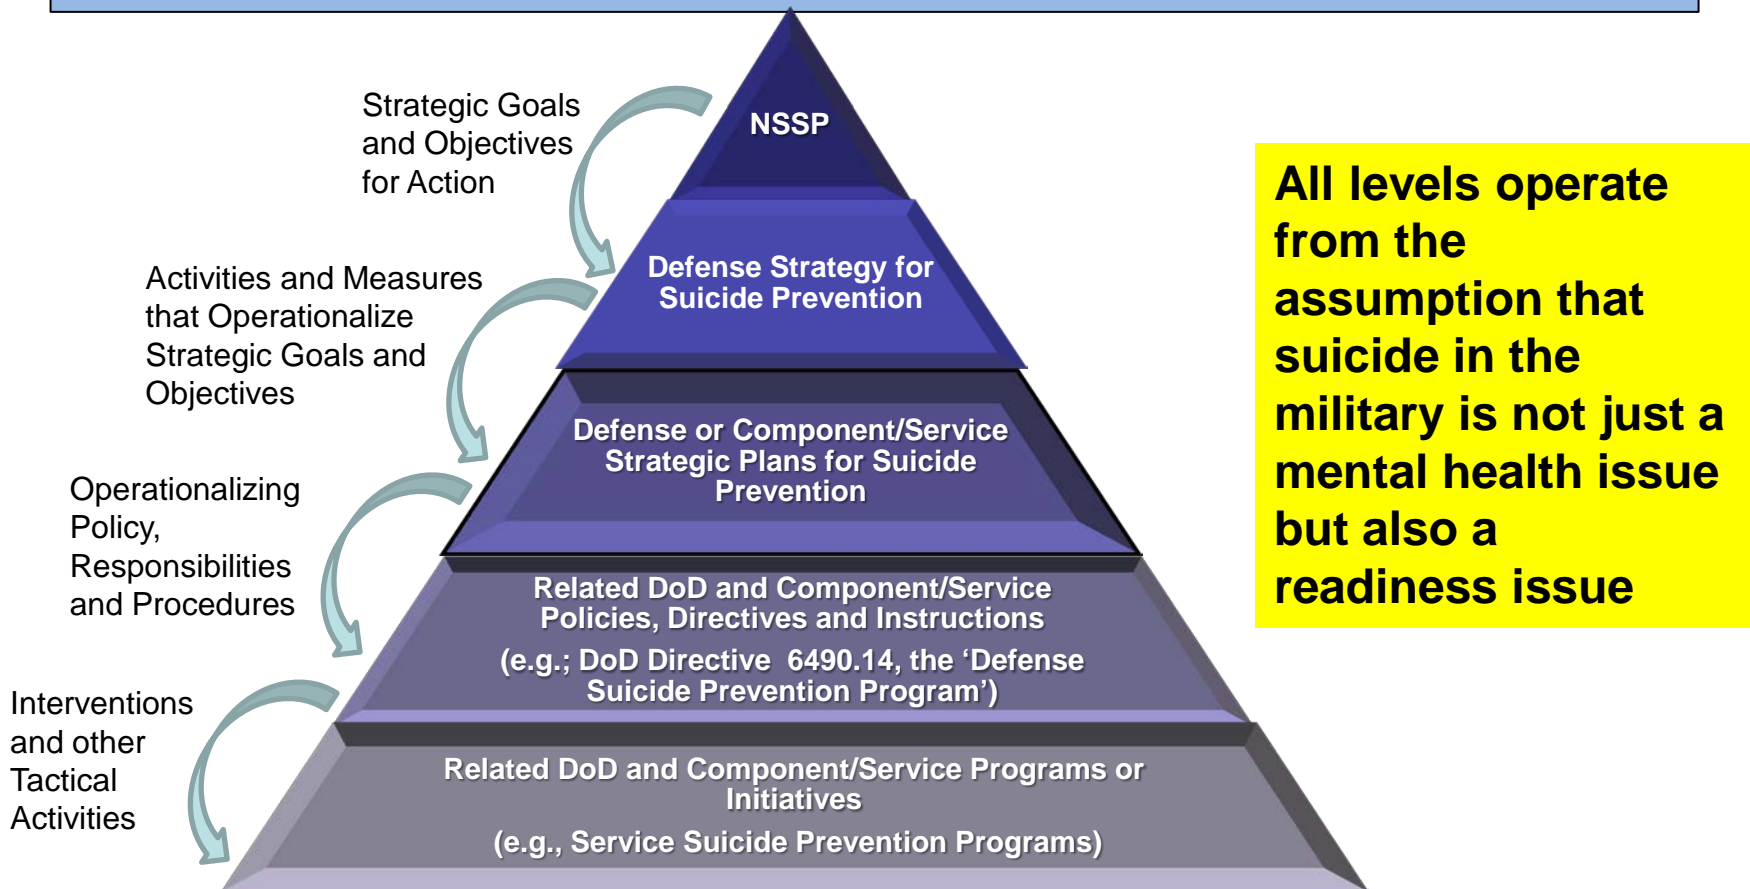 Strategic Goals
and Objectives
for Action
NSSP
Activities and Measures
that Operationalize
Strategic Goals and
Objectives
Defense Strategy for
Suicide Prevention
Operationalizing
Policy,
Responsibilities
and Procedures
Defense or Component/Service
Strategic Plans for Suicide
Prevention
Interventions
and other
Tactical
Activities
Related DoD and Component/Service
Policies, Directives and Instructions
(e.g.; DoD Directive 6490.14, the ‘Defense
Suicide Prevention Program’)
Related DoD and Component/Service Programs or
Initiatives
(e.g., Service Suicide Prevention Programs)
All levels operate
from the
assumption that
suicide in the
military is not just a
mental health issue
but also a
readiness issue